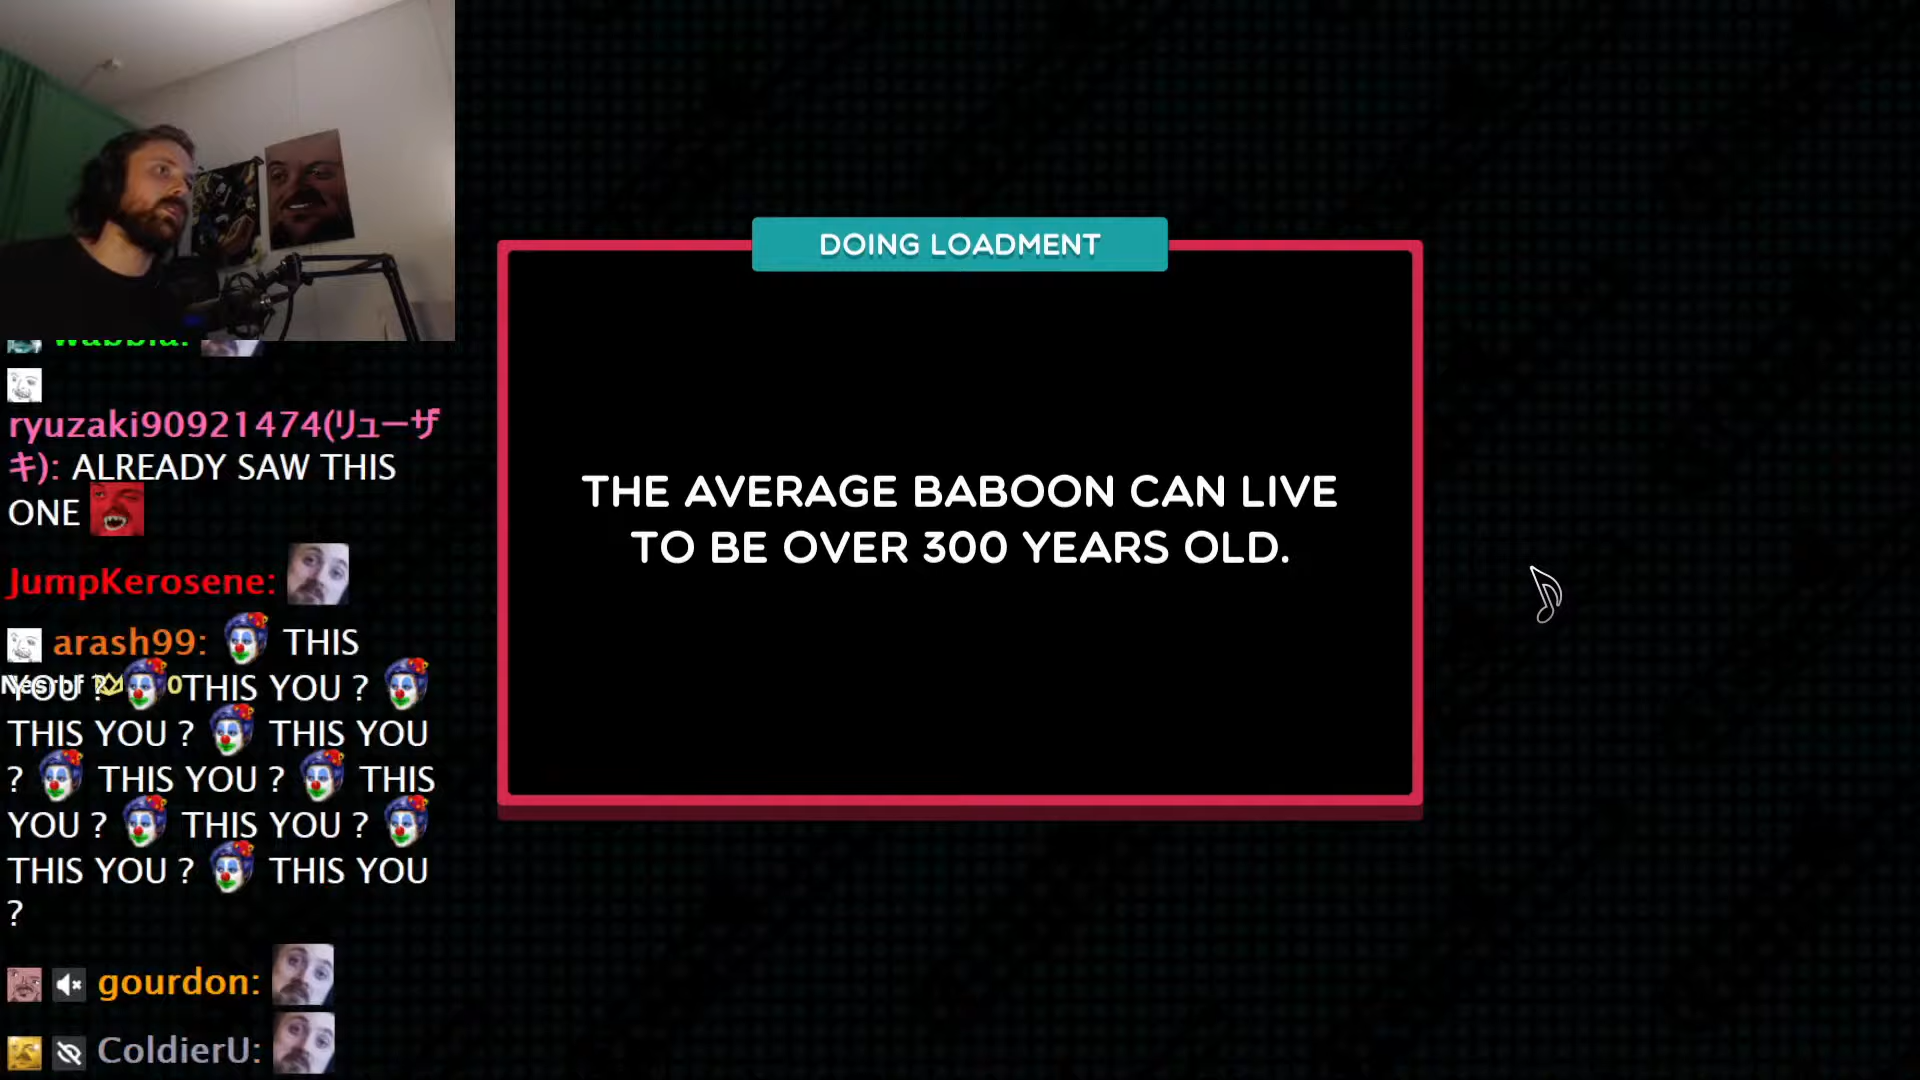 DOING LOADMENT
THE AVERAGE BABOON CAN LIVE
TO BE OVER 300 YEARS OLD.
wabbia:
ryuzaki90921474(リューザ
キ): ALREADY SAW THIS
ONE
JumpKerosene:
arash99: THIS
YOU ? THIS YOU ?
THIS YOU ? THIS YOU
? THIS YOU ? THIS
YOU ? THIS YOU ?
THIS YOU ? THIS YOU
?
gourdon:
ColdierU: